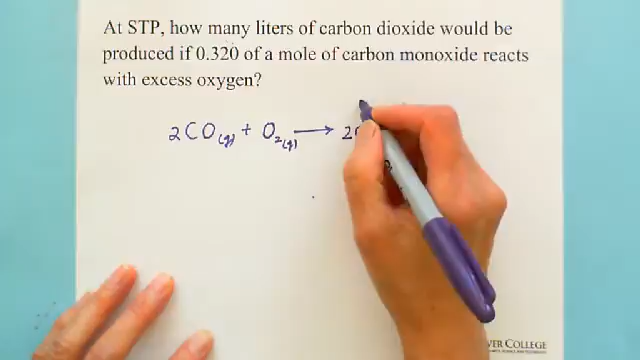 At STP, how many liters of carbon dioxide would be
produced if 0.320 of a mole of carbon monoxide reacts
with excess oxygen?
2CO(g) + O₂(g) ⟶ 2
COLLEGE